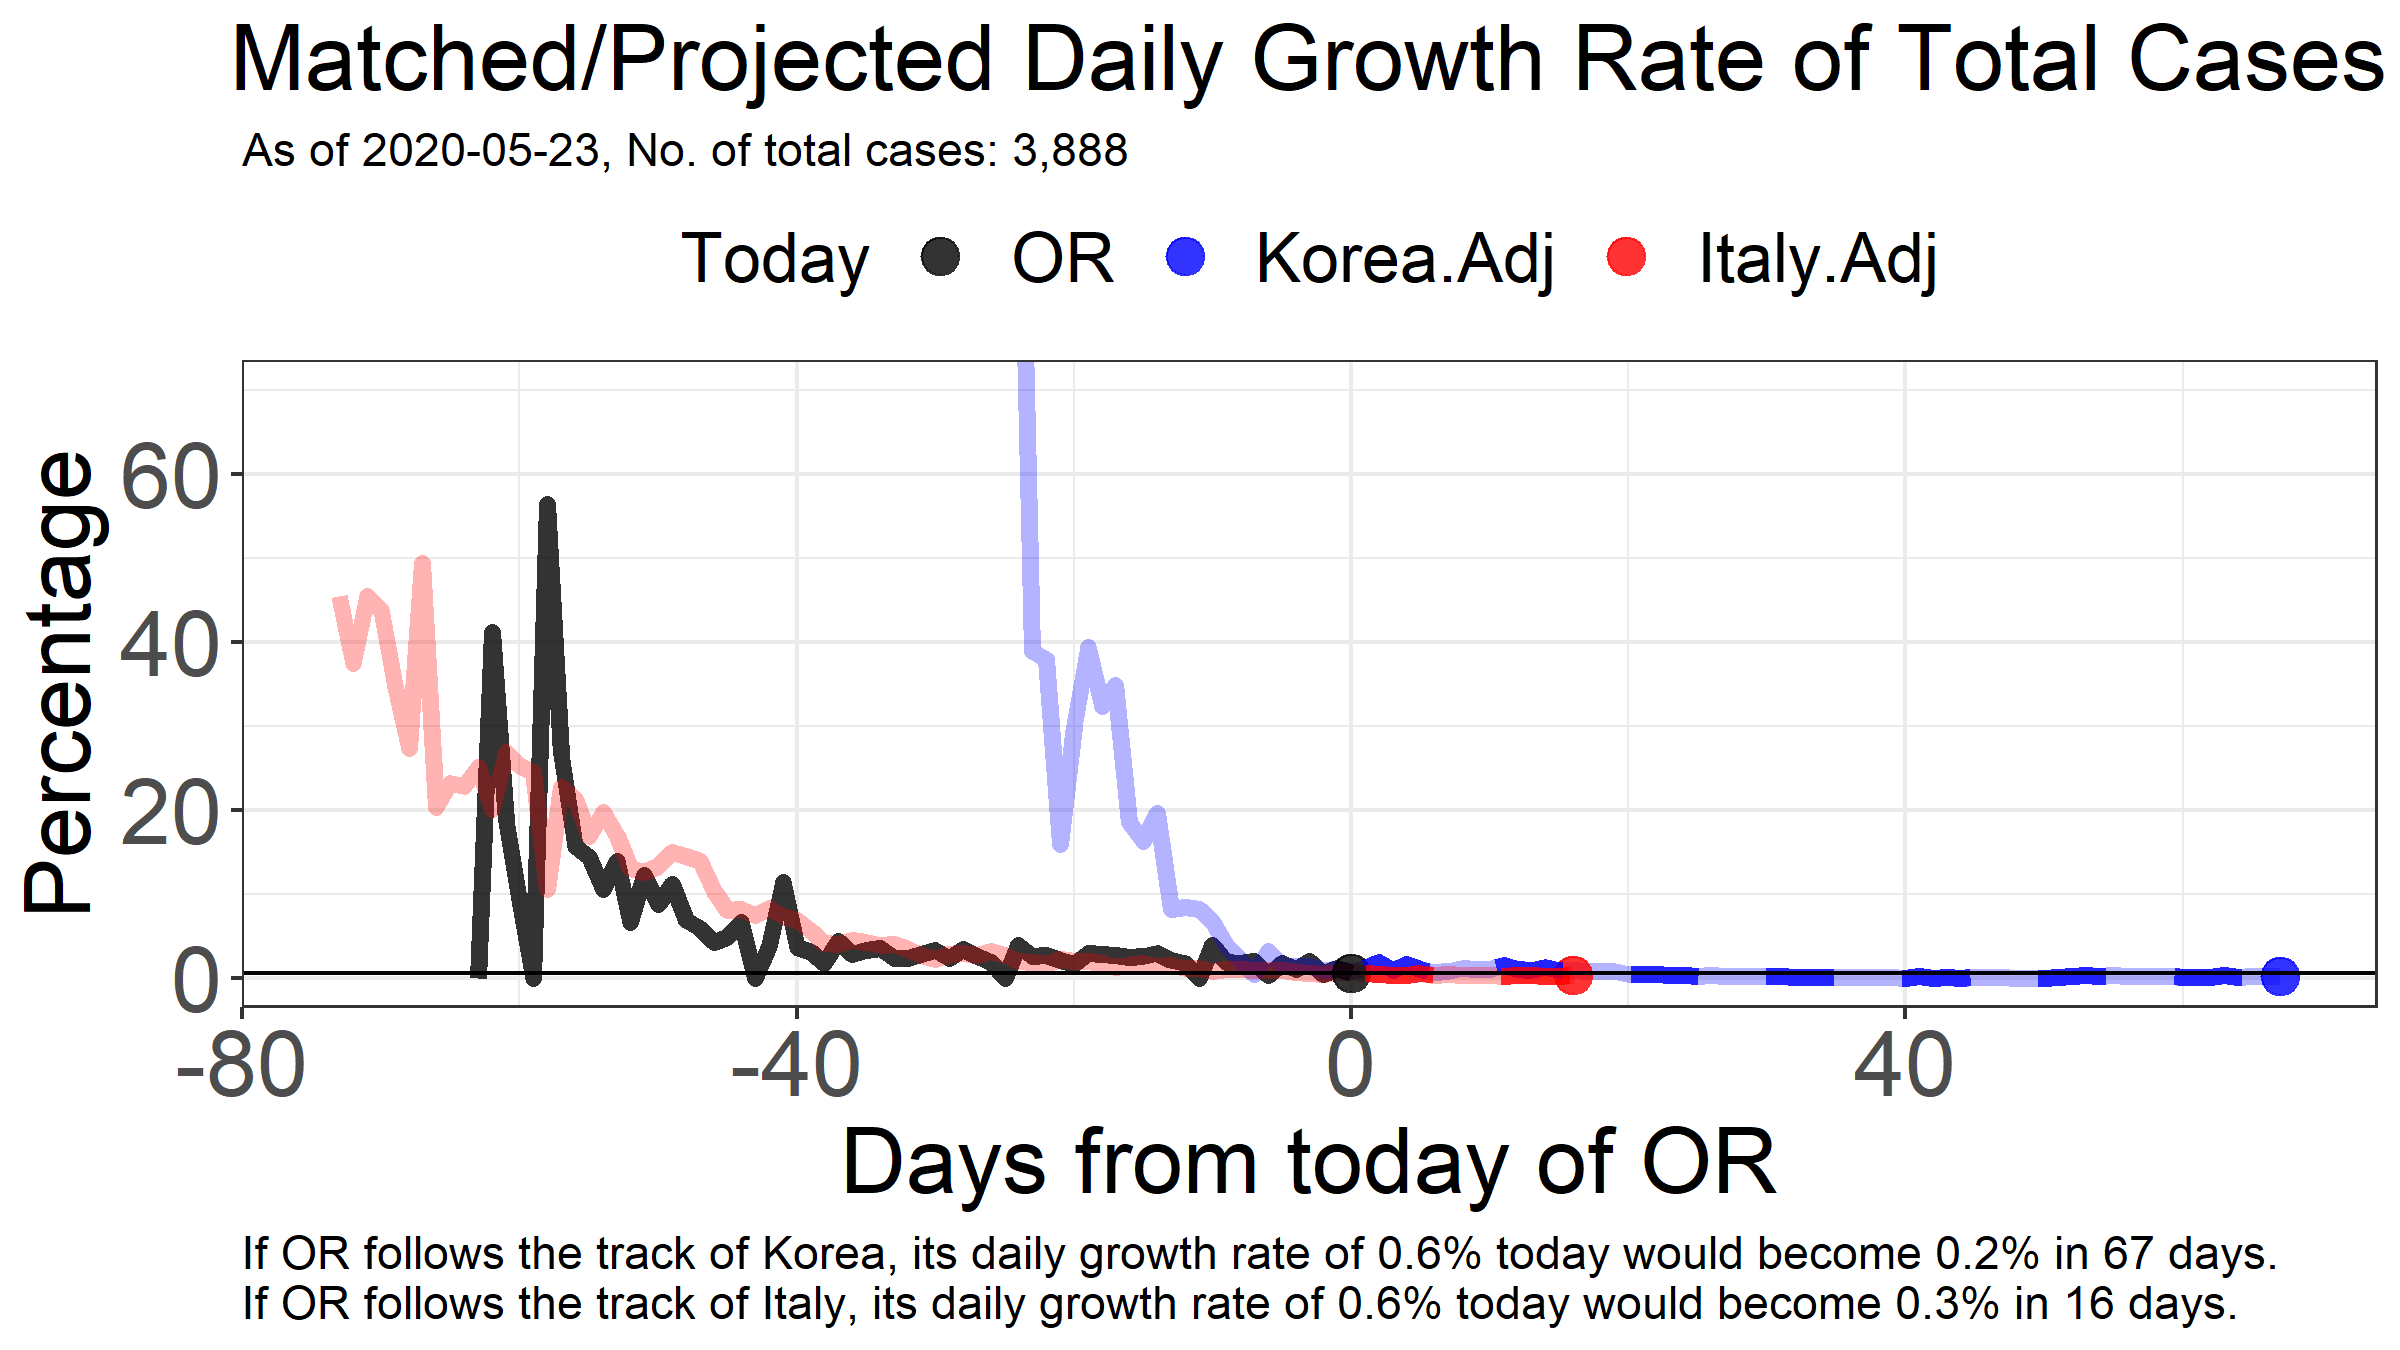 Matched/Projected Daily Growth Rate of Total Cases
As of 2020-05-23, No. of total cases: 3,888
Today OR Korea.Adj Italy.Adj
Percentage
60
40
20
0
-80 -40 0 40
Days from today of OR
If OR follows the track of Korea, its daily growth rate of 0.6% today would become 0.2% in 67 days.
If OR follows the track of Italy, its daily growth rate of 0.6% today would become 0.3% in 16 days.